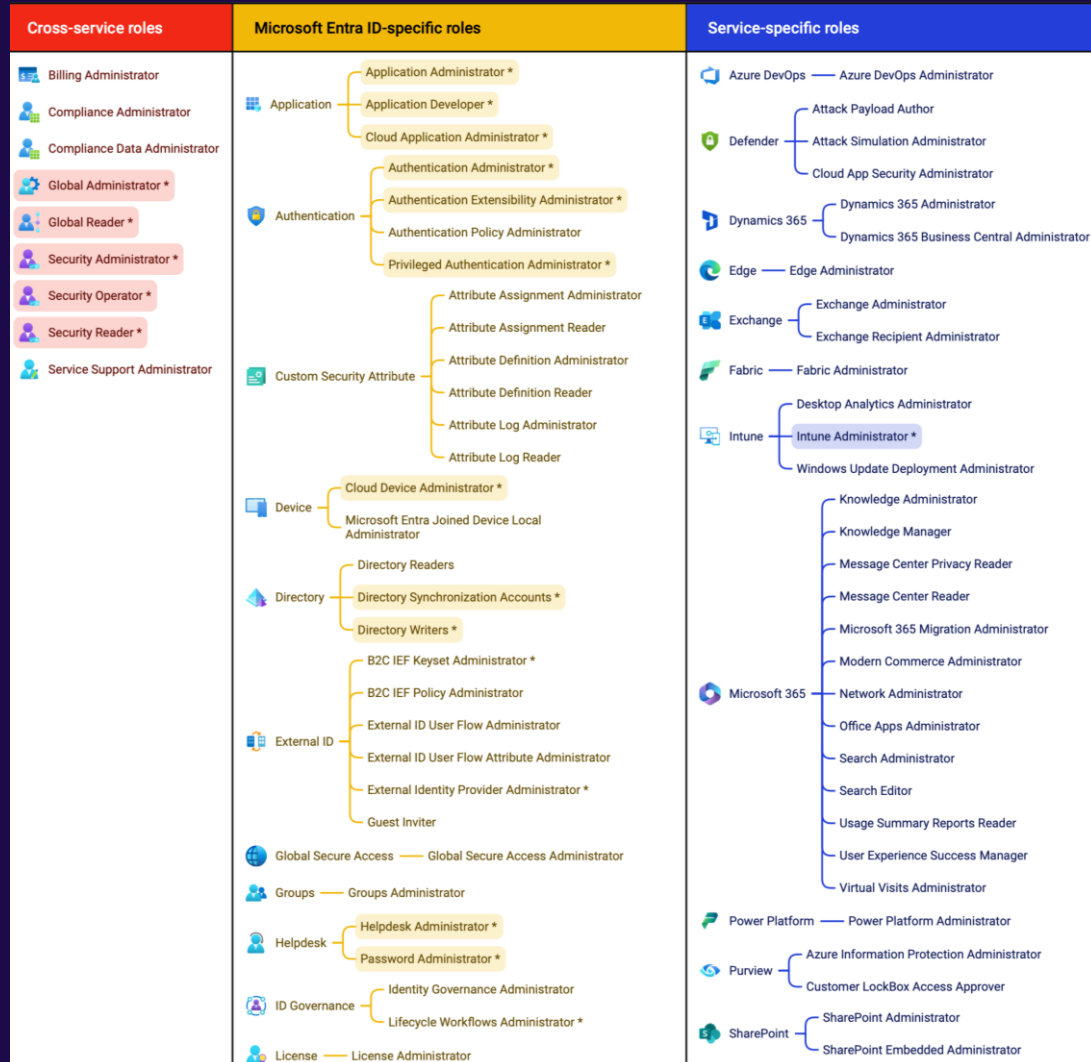 Cross-service roles
Billing Administrator
Compliance Administrator
Compliance Data Administrator
Global Administrator *
Global Reader *
Security Administrator *
Security Operator *
Security Reader *
Service Support Administrator
Microsoft Entra ID-specific roles
Application
Application Administrator *
Application Developer *
Cloud Application Administrator *
Authentication
Authentication Administrator *
Authentication Extensibility Administrator *
Authentication Policy Administrator
Privileged Authentication Administrator *
Custom Security Attribute
Attribute Assignment Administrator
Attribute Assignment Reader
Attribute Definition Administrator
Attribute Definition Reader
Attribute Log Administrator
Attribute Log Reader
Device
Cloud Device Administrator *
Microsoft Entra Joined Device Local
Administrator
Directory
Directory Readers
Directory Synchronization Accounts *
Directory Writers *
External ID
B2C IEF Keyset Administrator *
B2C IEF Policy Administrator
External ID User Flow Administrator
External ID User Flow Attribute Administrator
External Identity Provider Administrator *
Guest Inviter
Global Secure Access
Global Secure Access Administrator
Groups
Groups Administrator
Helpdesk
Helpdesk Administrator *
Password Administrator *
ID Governance
Identity Governance Administrator
Lifecycle Workflows Administrator *
License
License Administrator
Service-specific roles
Azure DevOps
Azure DevOps Administrator
Defender
Attack Payload Author
Attack Simulation Administrator
Cloud App Security Administrator
Dynamics 365
Dynamics 365 Administrator
Dynamics 365 Business Central Administrator
Edge
Edge Administrator
Exchange
Exchange Administrator
Exchange Recipient Administrator
Fabric
Fabric Administrator
Intune
Desktop Analytics Administrator
Intune Administrator *
Windows Update Deployment Administrator
Microsoft 365
Knowledge Administrator
Knowledge Manager
Message Center Privacy Reader
Message Center Reader
Microsoft 365 Migration Administrator
Modern Commerce Administrator
Network Administrator
Office Apps Administrator
Search Administrator
Search Editor
Usage Summary Reports Reader
User Experience Success Manager
Virtual Visits Administrator
Power Platform
Power Platform Administrator
Purview
Azure Information Protection Administrator
Customer LockBox Access Approver
SharePoint
SharePoint Administrator
SharePoint Embedded Administrator